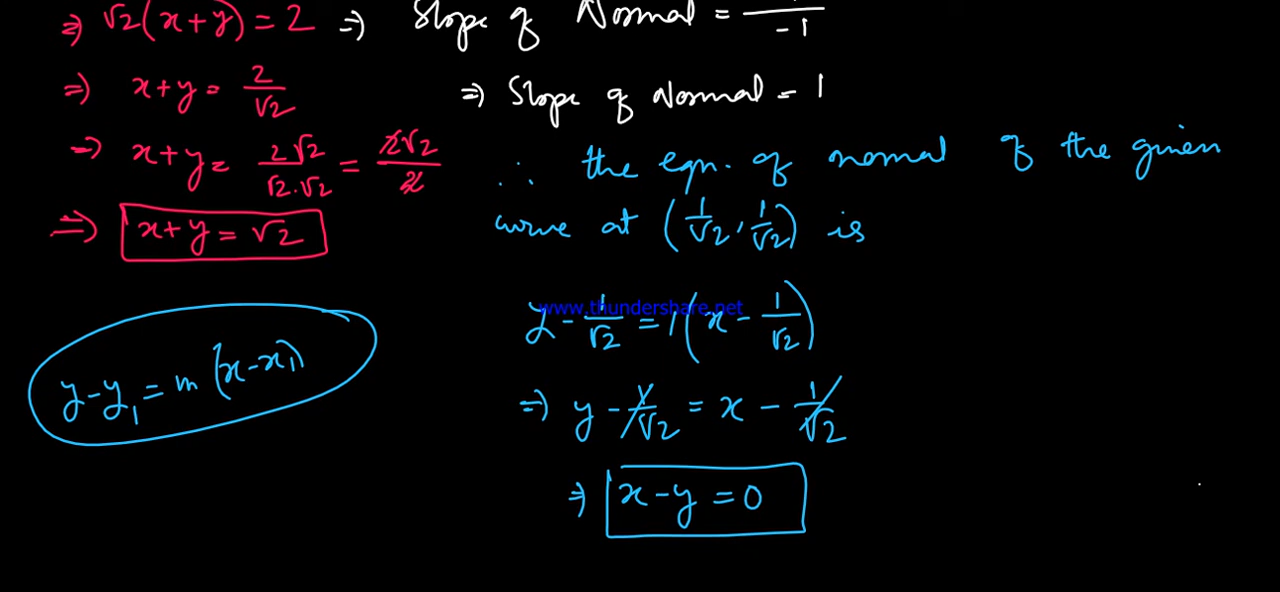 ⇒ √2(x+y) = 2 ⇒
⇒ x+y = 2/√2
⇒ x+y = 2√2/√2.√2 = 2√2/2
⇒ x+y = √2
y-y₁ = m(x-x₁)
Slope of Normal = /-1
⇒ Slope of Normal = 1
∴ the eqn. of normal of the given
curve at (1/√2, 1/√2) is
www.thundershare.net
y - 1/√2 = 1(x - 1/√2)
⇒ y - 1/√2 = x - 1/√2
⇒ x-y = 0